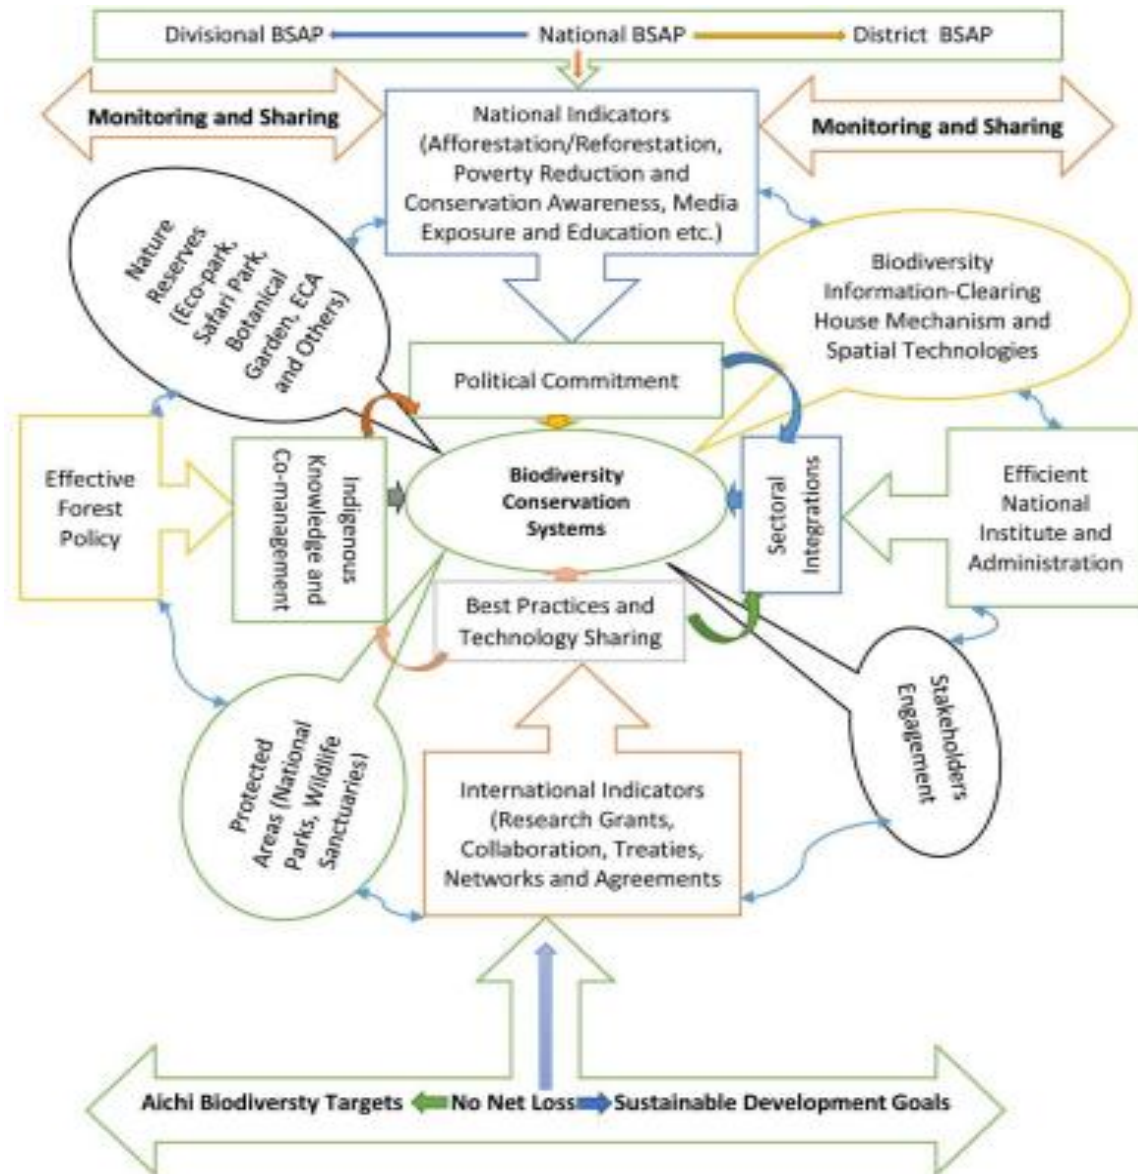 Divisional BSAP National BSAP District BSAP
Monitoring and Sharing
National Indicators
(Afforestation/Reforestation,
Poverty Reduction and
Conservation Awareness, Media
Exposure and Education etc.)
Monitoring and Sharing
Nature
Reserves
(Eco-park,
Safari Park,
Botanical
Garden, ECA
and Others)
Biodiversity
Information-Clearing
House Mechanism and
Spatial Technologies
Political Commitment
Effective
Forest
Policy
Indigenous
Knowledge and
Co-management
Biodiversity
Conservation
Systems
Sectoral
Integrations
Efficient
National
Institute and
Administration
Best Practices and
Technology Sharing
Protected
Areas (National
Parks, Wildlife
Sanctuaries)
Stakeholders
Engagement
International Indicators
(Research Grants,
Collaboration, Treaties,
Networks and Agreements
Aichi Biodiversty Targets No Net Loss Sustainable Development Goals